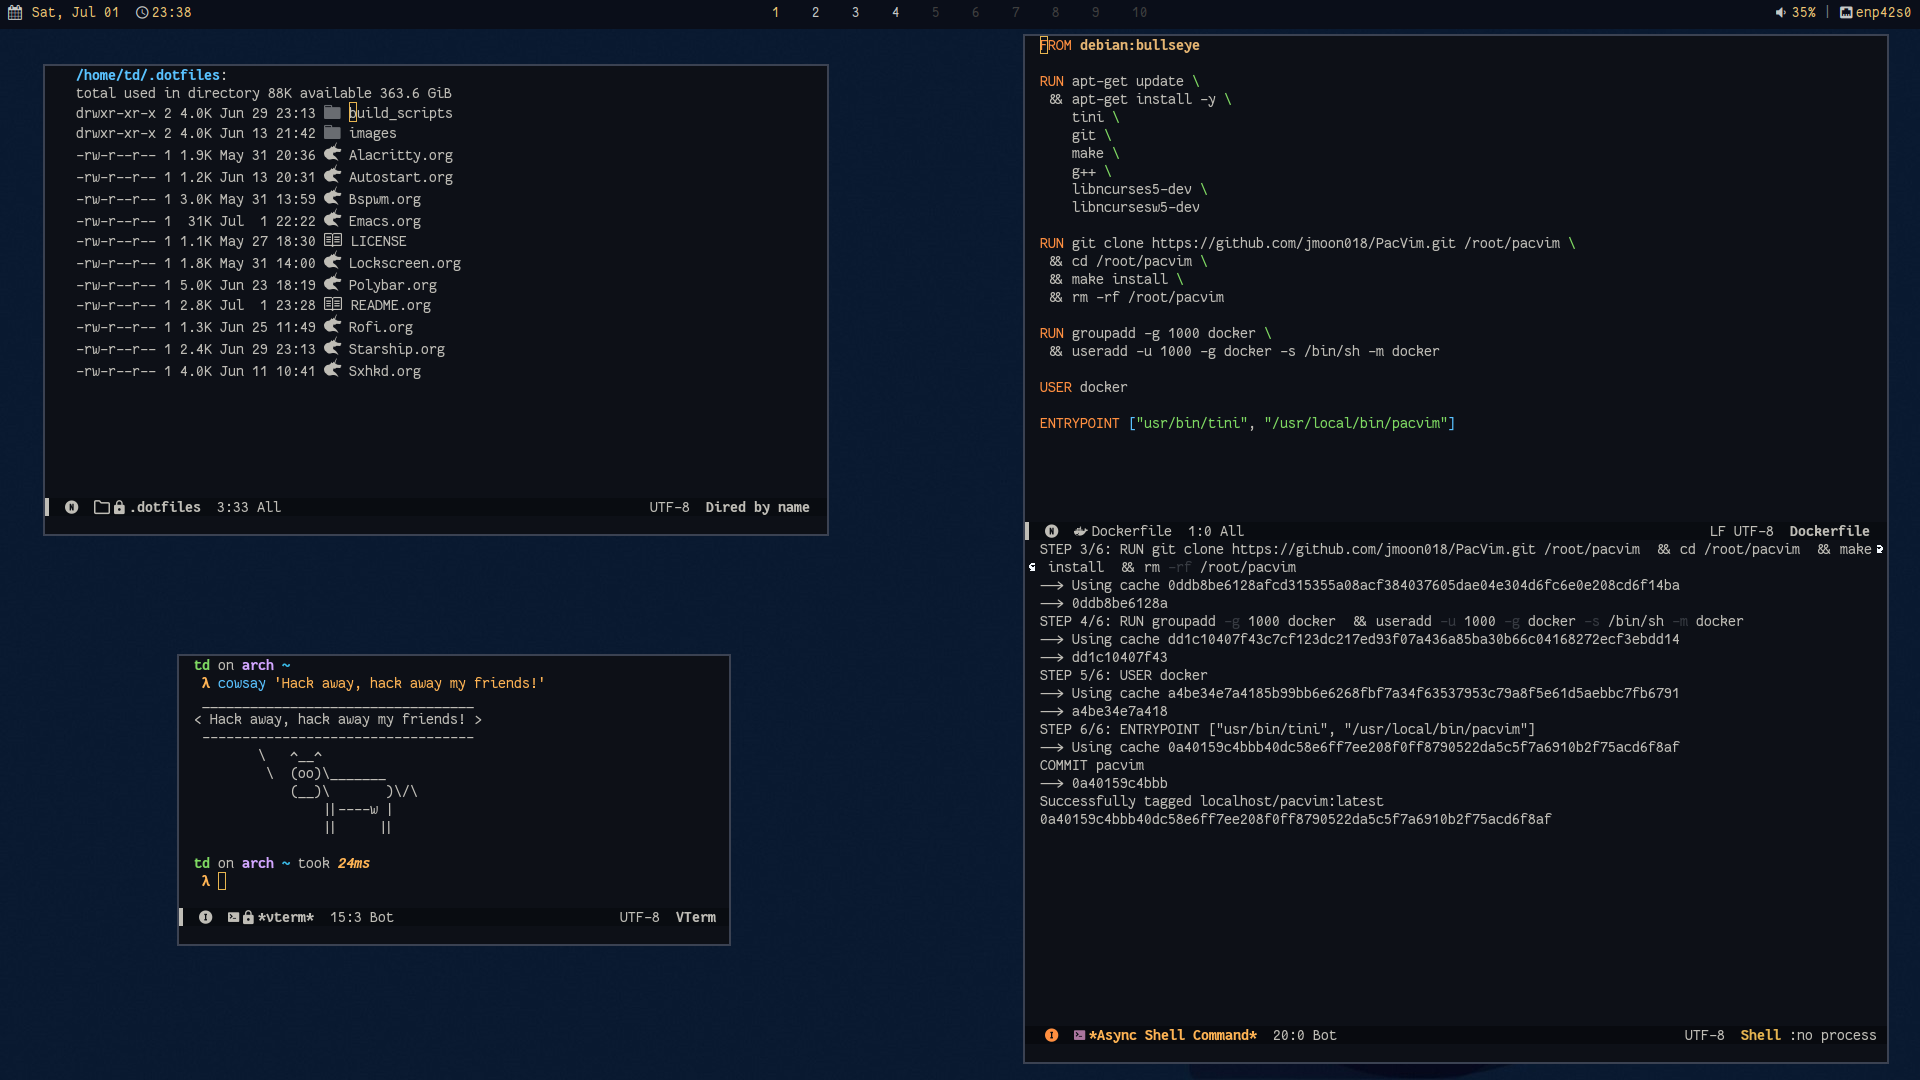 Sat, Jul 01 23:38 1 2 3 4 5 6 7 8 9 10 35% | enp42s0
/home/td/.dotfiles:
total used in directory 88K available 363.6 GiB
drwxr-xr-x 2 4.0K Jun 29 23:13 build_scripts
drwxr-xr-x 2 4.0K Jun 13 21:42 images
-rw-r--r-- 1 1.9K May 31 20:36 Alacritty.org
-rw-r--r-- 1 1.2K Jun 13 20:31 Autostart.org
-rw-r--r-- 1 3.0K May 31 13:59 Bspwm.org
-rw-r--r-- 1  31K Jul  1 22:22 Emacs.org
-rw-r--r-- 1 1.1K May 27 18:30 LICENSE
-rw-r--r-- 1 1.8K May 31 14:00 Lockscreen.org
-rw-r--r-- 1 5.0K Jun 23 18:19 Polybar.org
-rw-r--r-- 1 2.8K Jul  1 23:28 README.org
-rw-r--r-- 1 1.3K Jun 25 11:49 Rofi.org
-rw-r--r-- 1 2.4K Jun 29 23:13 Starship.org
-rw-r--r-- 1 4.0K Jun 11 10:41 Sxhkd.org
N .dotfiles 3:33 All UTF-8 Dired by name
td on arch ~
λ cowsay 'Hack away, hack away my friends!'
 __________________________________
< Hack away, hack away my friends! >
 ----------------------------------
        \   ^__^
         \  (oo)\_______
            (__)\       )\/\
                ||----w |
                ||     ||
td on arch ~ took 24ms
λ
I *vterm* 15:3 Bot UTF-8 VTerm
FROM debian:bullseye
RUN apt-get update \
 && apt-get install -y \
    tini \
    git \
    make \
    g++ \
    libncurses5-dev \
    libncursesw5-dev
RUN git clone https://github.com/jmoon018/PacVim.git /root/pacvim \
 && cd /root/pacvim \
 && make install \
 && rm -rf /root/pacvim
RUN groupadd -g 1000 docker \
 && useradd -u 1000 -g docker -s /bin/sh -m docker
USER docker
ENTRYPOINT ["usr/bin/tini", "/usr/local/bin/pacvim"]
N Dockerfile 1:0 All LF UTF-8 Dockerfile
STEP 3/6: RUN git clone https://github.com/jmoon018/PacVim.git /root/pacvim  && cd /root/pacvim  && make
 install  && rm -rf /root/pacvim
--> Using cache 0ddb8be6128afcd315355a08acf384037605dae04e304d6fc6e0e208cd6f14ba
--> 0ddb8be6128a
STEP 4/6: RUN groupadd -g 1000 docker  && useradd -u 1000 -g docker -s /bin/sh -m docker
--> Using cache dd1c10407f43c7cf123dc217ed93f07a436a85ba30b66c04168272ecf3ebdd14
--> dd1c10407f43
STEP 5/6: USER docker
--> Using cache a4be34e7a4185b99bb6e6268fbf7a34f63537953c79a8f5e61d5aebbc7fb6791
--> a4be34e7a418
STEP 6/6: ENTRYPOINT ["usr/bin/tini", "/usr/local/bin/pacvim"]
--> Using cache 0a40159c4bbb40dc58e6ff7ee208f0ff8790522da5c5f7a6910b2f75acd6f8af
COMMIT pacvim
--> 0a40159c4bbb
Successfully tagged localhost/pacvim:latest
0a40159c4bbb40dc58e6ff7ee208f0ff8790522da5c5f7a6910b2f75acd6f8af
I *Async Shell Command* 20:0 Bot UTF-8 Shell :no process